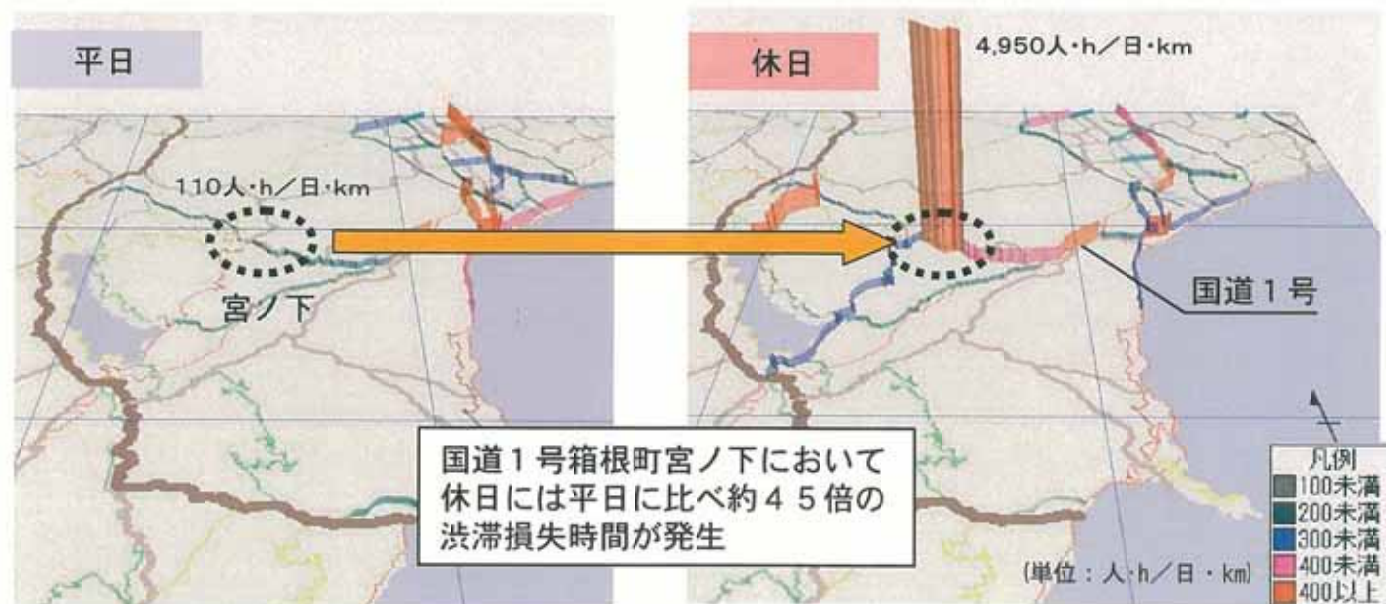 平日
110人・h／日・km
宮ノ下
休日
4,950人・h／日・km
国道１号
国道１号箱根町宮ノ下において
休日には平日に比べ約４５倍の
渋滞損失時間が発生
(単位：人・h／日・km)
凡例
100未満
200未満
300未満
400未満
400以上